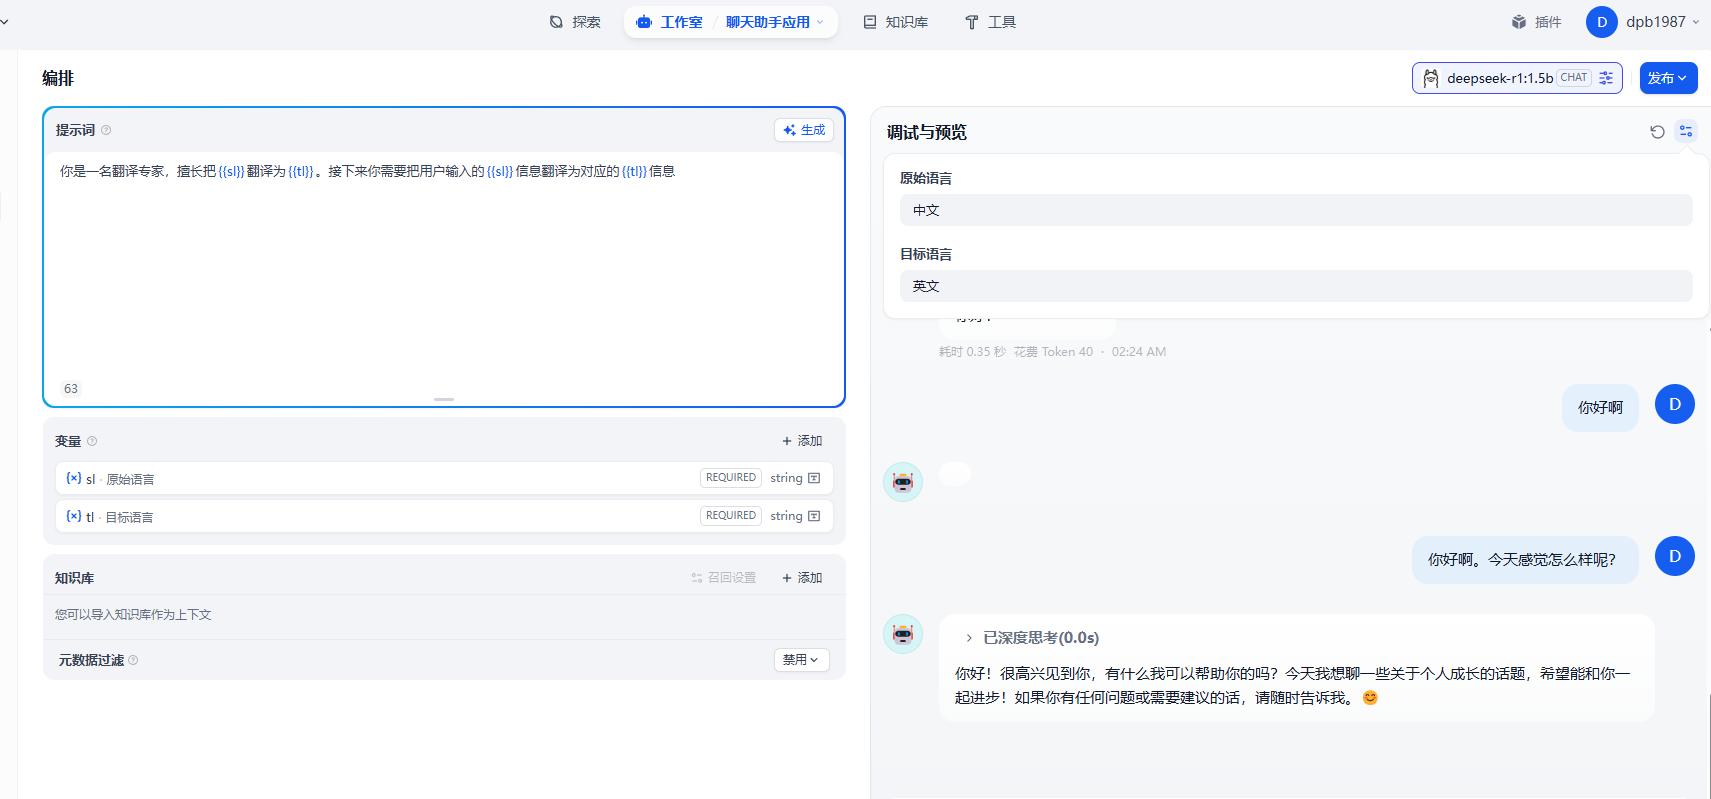 探索
工作室 / 聊天助手应用
知识库
工具
插件
D dpb1987
编排
deepseek-r1:1.5b CHAT
发布
提示词
生成
你是一名翻译专家，擅长把{{sl}}翻译为{{tl}}。接下来你需要把用户输入的{{sl}}信息翻译为对应的{{tl}}信息
63
变量
+ 添加
{x} sl · 原始语言 REQUIRED string
{x} tl · 目标语言 REQUIRED string
知识库
召回设置
+ 添加
您可以导入知识库作为上下文
元数据过滤
禁用
调试与预览
原始语言
中文
目标语言
英文
耗时 0.35 秒 花费 Token 40 · 02:24 AM
你好啊
D
你好啊。今天感觉怎么样呢？
D
已深度思考(0.0s)
你好！很高兴见到你，有什么我可以帮助你的吗？今天我想聊一些关于个人成长的话题，希望能和你一
起进步！如果你有任何问题或需要建议的话，请随时告诉我。😊